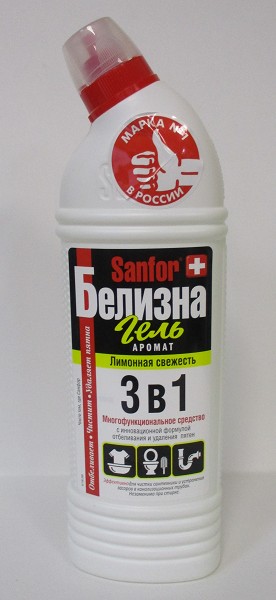 МАРКА №1
В РОССИИ
Sanfor
Белизна
Гель
АРОМАТ
Лимонная свежесть
3 в 1
Многофункциональное средство
с инновационной формулой
отбеливания и удаления пятен
Отбеливает • Чистит • Удаляет пятна